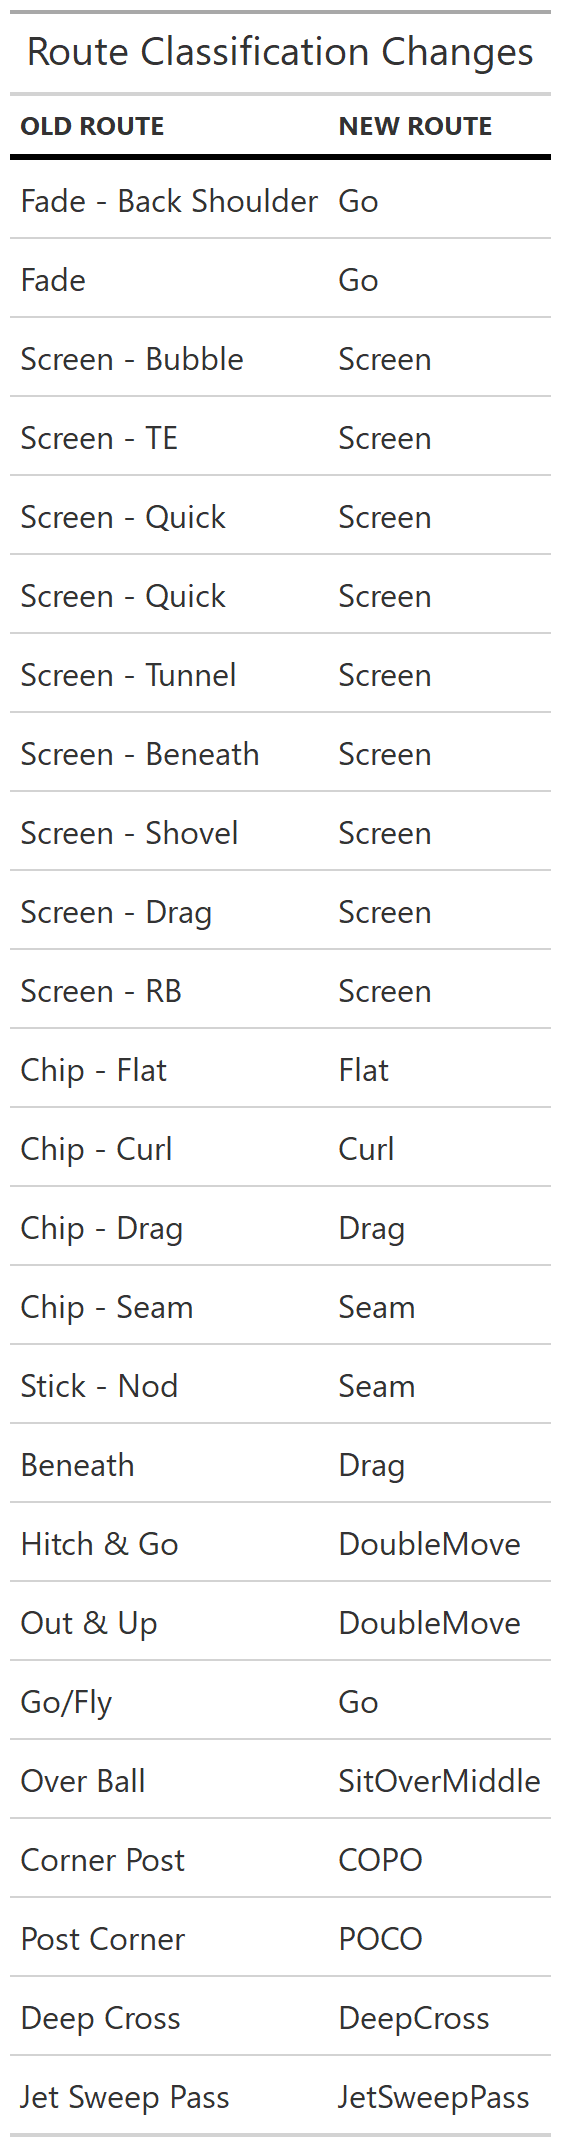 Route Classification Changes
OLD ROUTE NEW ROUTE
Fade - Back Shoulder Go
Fade Go
Screen - Bubble Screen
Screen - TE Screen
Screen - Quick Screen
Screen - Quick Screen
Screen - Tunnel Screen
Screen - Beneath Screen
Screen - Shovel Screen
Screen - Drag Screen
Screen - RB Screen
Chip - Flat Flat
Chip - Curl Curl
Chip - Drag Drag
Chip - Seam Seam
Stick - Nod Seam
Beneath Drag
Hitch & Go DoubleMove
Out & Up DoubleMove
Go/Fly Go
Over Ball SitOverMiddle
Corner Post COPO
Post Corner POCO
Deep Cross DeepCross
Jet Sweep Pass JetSweepPass